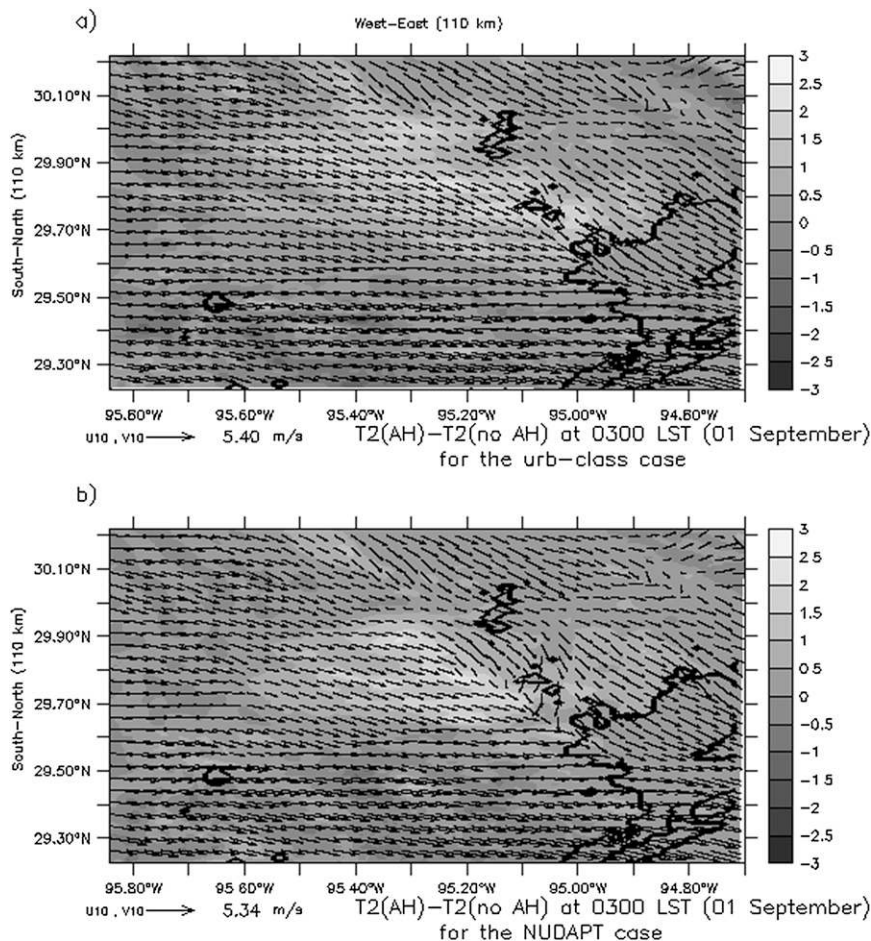 a)
West-East (110 km)
South-North (110 km)
30.10°N
29.90°N
29.70°N
29.50°N
29.30°N
3
2.5
2
1.5
1
0.5
0
-0.5
-1
-1.5
-2
-2.5
-3
95.80°W 95.60°W 95.40°W 95.20°W 95.00°W 94.80°W
U10, V10 5.40 m/s
T2(AH)-T2(no AH) at 0300 LST (01 September)
for the urb-class case
b)
South-North (110 km)
30.10°N
29.90°N
29.70°N
29.50°N
29.30°N
3
2.5
2
1.5
1
0.5
0
-0.5
-1
-1.5
-2
-2.5
-3
95.80°W 95.60°W 95.40°W 95.20°W 95.00°W 94.80°W
U10, V10 5.34 m/s
T2(AH)-T2(no AH) at 0300 LST (01 September)
for the NUDAPT case